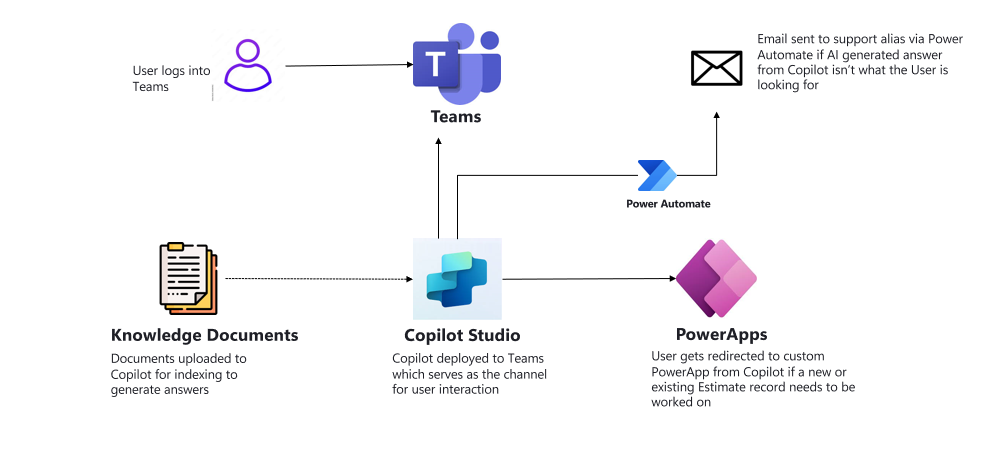 User logs into
Teams
T
Teams
Email sent to support alias via Power
Automate if AI generated answer
from Copilot isn't what the User is
looking for
Power Automate
Knowledge Documents
Documents uploaded to
Copilot for indexing to
generate answers
Copilot Studio
Copilot deployed to Teams
which serves as the channel
for user interaction
PowerApps
User gets redirected to custom
PowerApp from Copilot if a new or
existing Estimate record needs to be
worked on